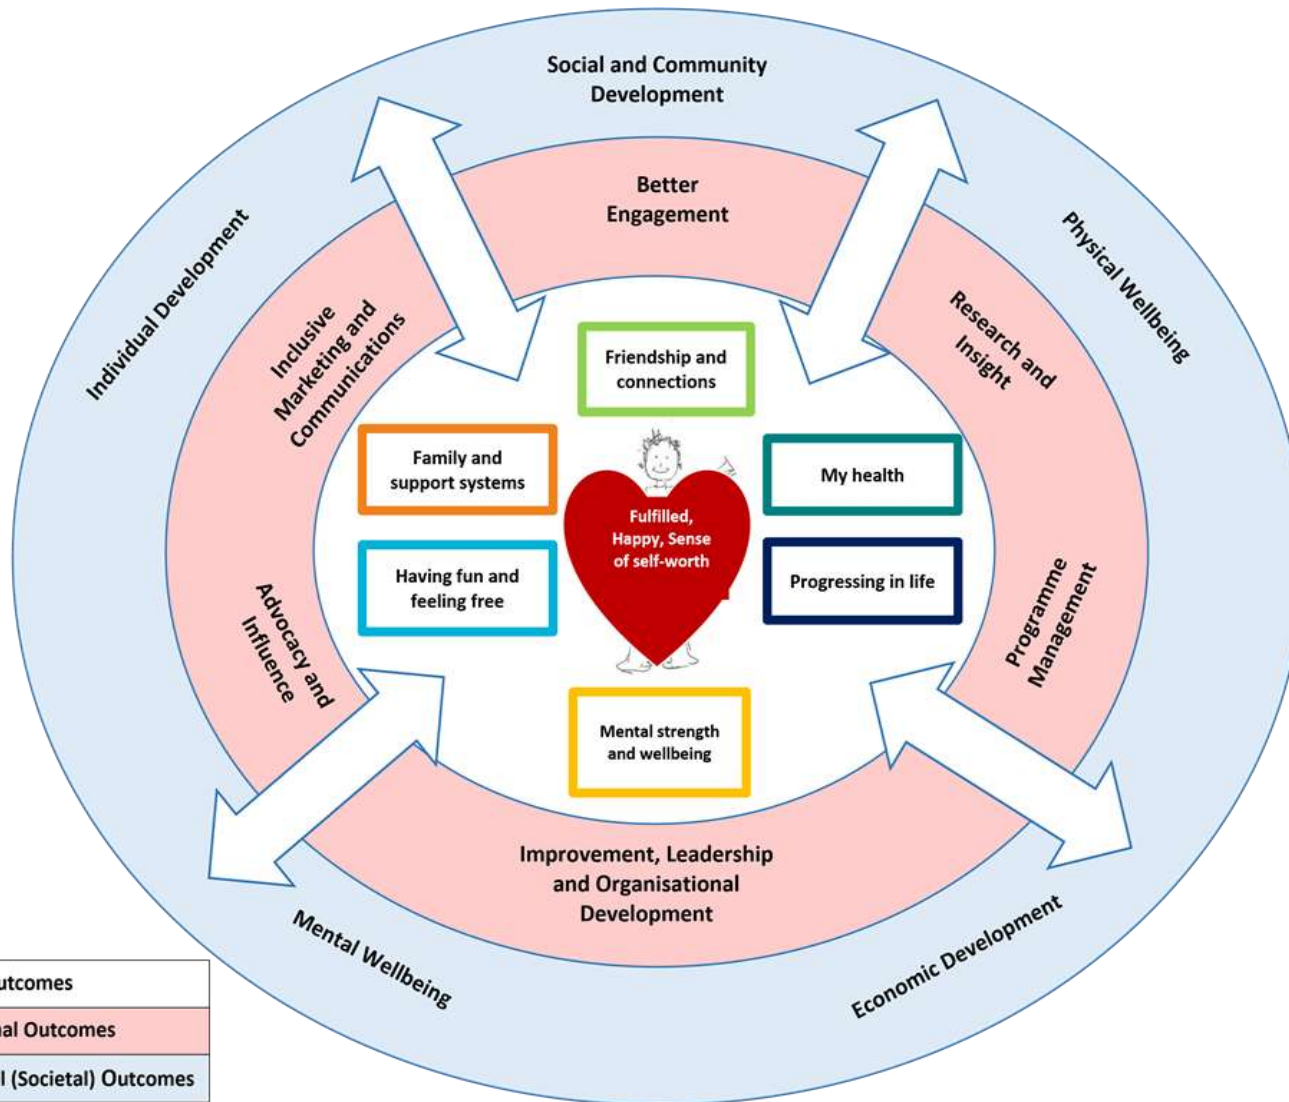 Social and Community
Development
Individual Development
Physical Wellbeing
Better
Engagement
Inclusive
Marketing and
Communications
Research and
Insight
Friendship and
connections
Family and
support systems
My health
Fulfilled,
Happy, Sense
of self-worth
Having fun and
feeling free
Progressing in life
Advocacy and
Influence
Programme
Management
Mental strength
and wellbeing
Improvement, Leadership
and Organisational
Development
Mental Wellbeing
Economic Development
Outcomes
(Societal) Outcomes